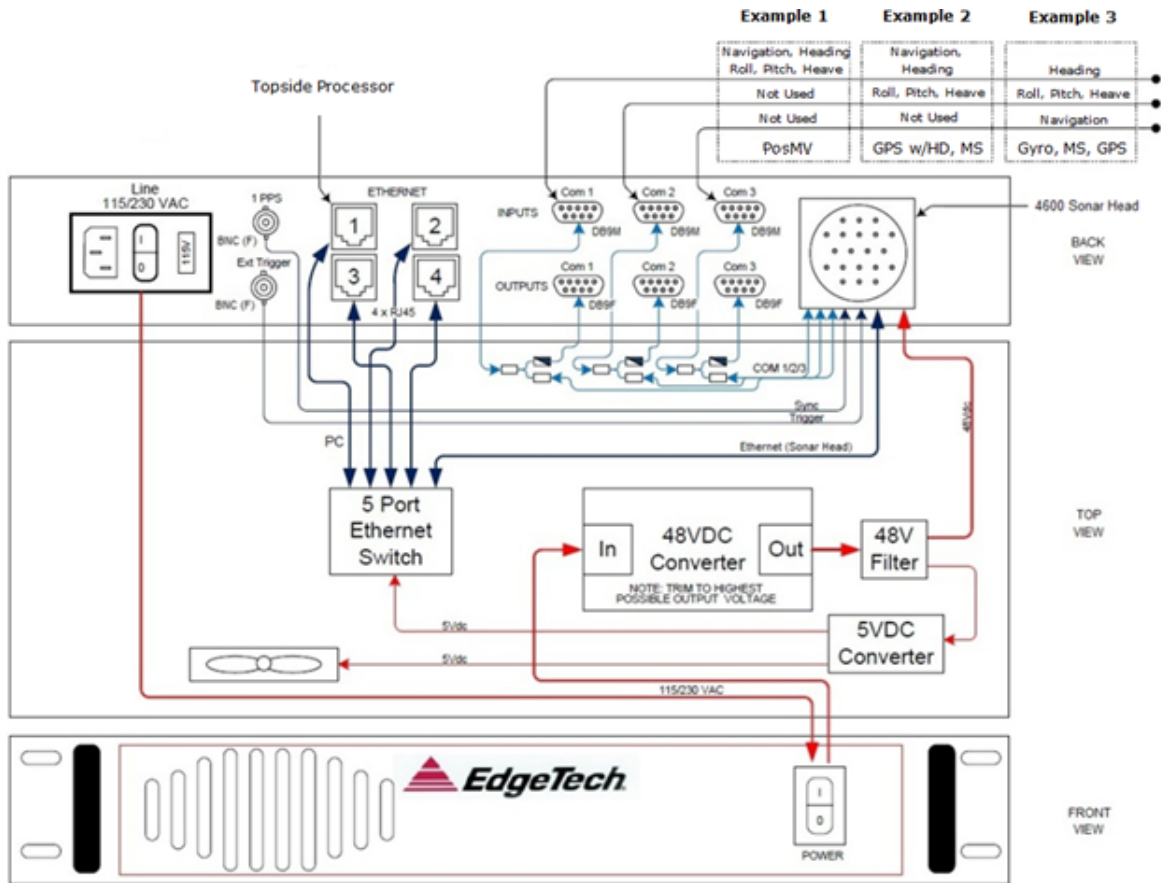 Example 1 Example 2 Example 3
Navigation, Heading
Roll, Pitch, Heave
Navigation,
Heading
Heading
Not Used
Roll, Pitch, Heave
Roll, Pitch, Heave
Not Used
Not Used
Navigation
PosMV
GPS w/HD, MS
Gyro, MS, GPS
Topside Processor
Line
115/230 VAC
I
0
115V
1 PPS
BNC (F)
Ext Trigger
BNC (F)
ETHERNET
1
2
3
4
4 x RJ45
INPUTS
Com 1
Com 2
Com 3
DB9M
DB9M
DB9M
OUTPUTS
Com 1
Com 2
Com 3
DB9F
DB9F
DB9F
4600 Sonar Head
BACK
VIEW
COM 1/2/3
Sync
Trigger
48Vdc
PC
Ethernet (Sonar Head)
5 Port
Ethernet
Switch
In
48VDC
Converter
Out
NOTE: TRIM TO HIGHEST
POSSIBLE OUTPUT VOLTAGE
48V
Filter
TOP
VIEW
5Vdc
5VDC
Converter
5Vdc
115/230 VAC
EdgeTech
I
0
POWER
FRONT
VIEW